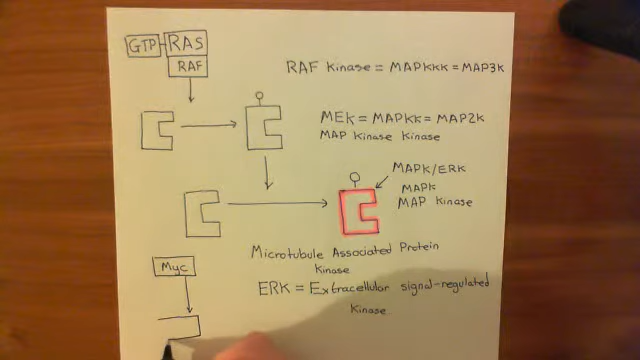 GTP RAS
RAF
RAF Kinase = MAPKKK = MAP3K
MEK = MAPKK = MAP2K
MAP Kinase Kinase
MAPK/ERK
MAPK
MAP Kinase
Microtubule Associated Protein
Kinase
Myc
ERK = Extracellular signal-regulated
Kinase